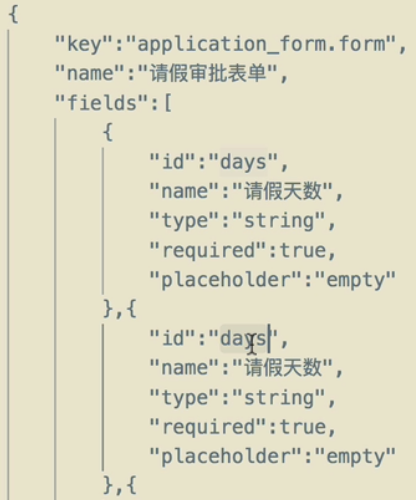 {
"key":"application_form.form",
"name":"请假审批表单",
"fields":[
{
"id":"days",
"name":"请假天数",
"type":"string",
"required":true,
"placeholder":"empty"
},{
"id":"days",
"name":"请假天数",
"type":"string",
"required":true,
"placeholder":"empty"
},{